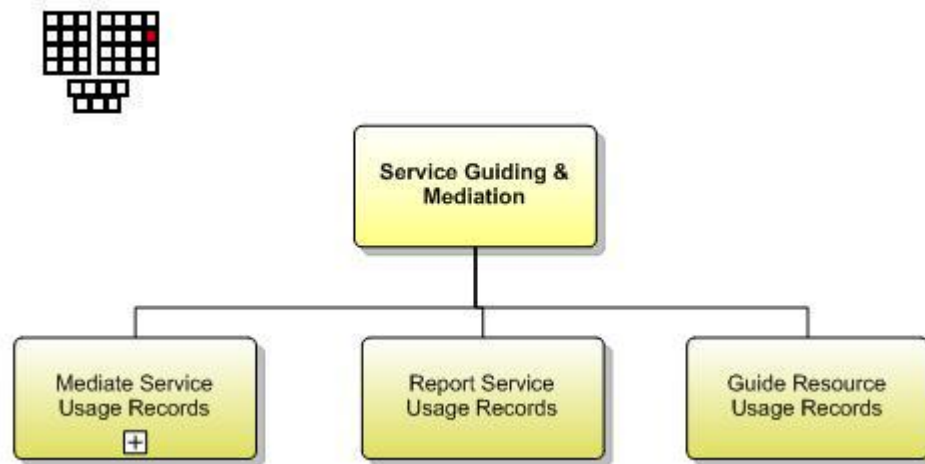 Service Guiding &
Mediation
Mediate Service
Usage Records
Report Service
Usage Records
Guide Resource
Usage Records